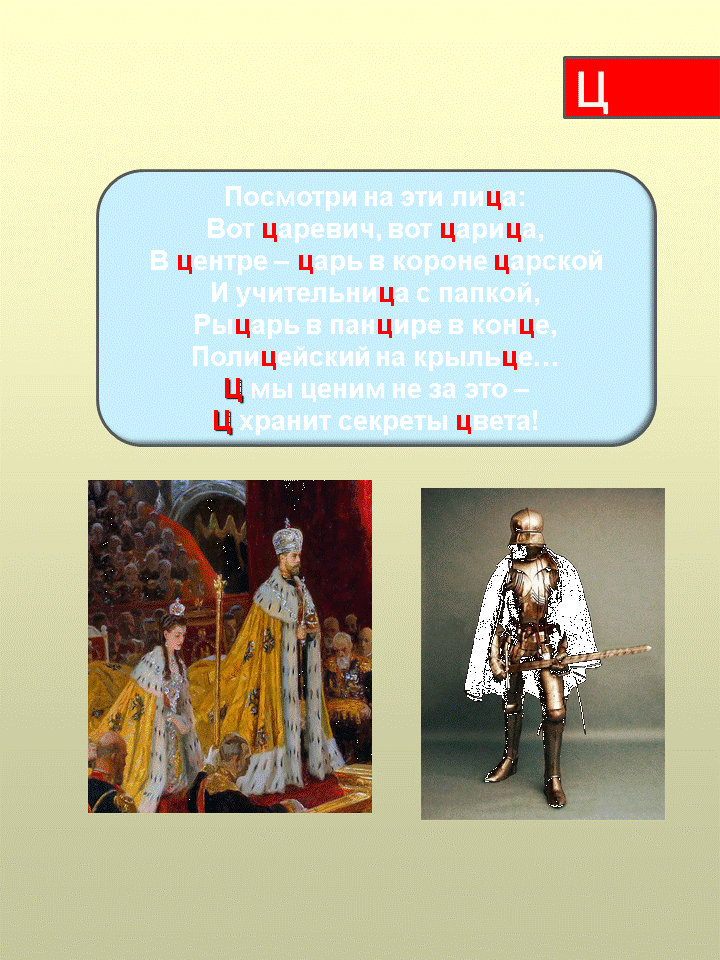 Ц
Посмотри на эти лица:
Вот царевич, вот царица,
В центре – царь в короне царской
И учительница с папкой,
Рыцарь в панцире в конце,
Полицейский на крыльце…
Ц мы ценим не за это –
Ц хранит секреты цвета!